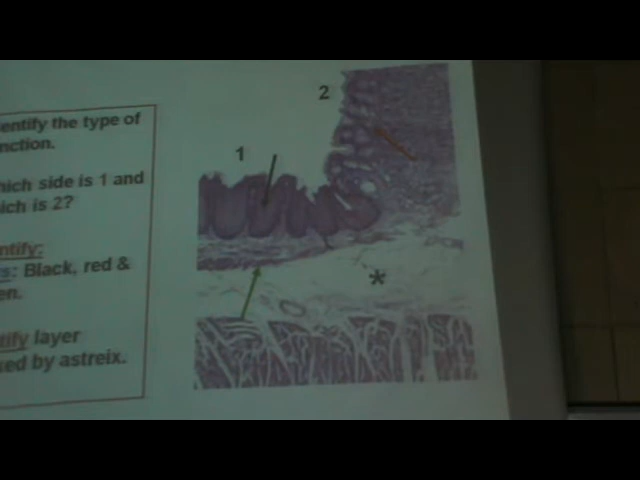 entify the type of
nction.
hich side is 1 and
ich is 2?
ntify:
s: Black, red &
en.
tify layer
ked by astreix.
1
2
*